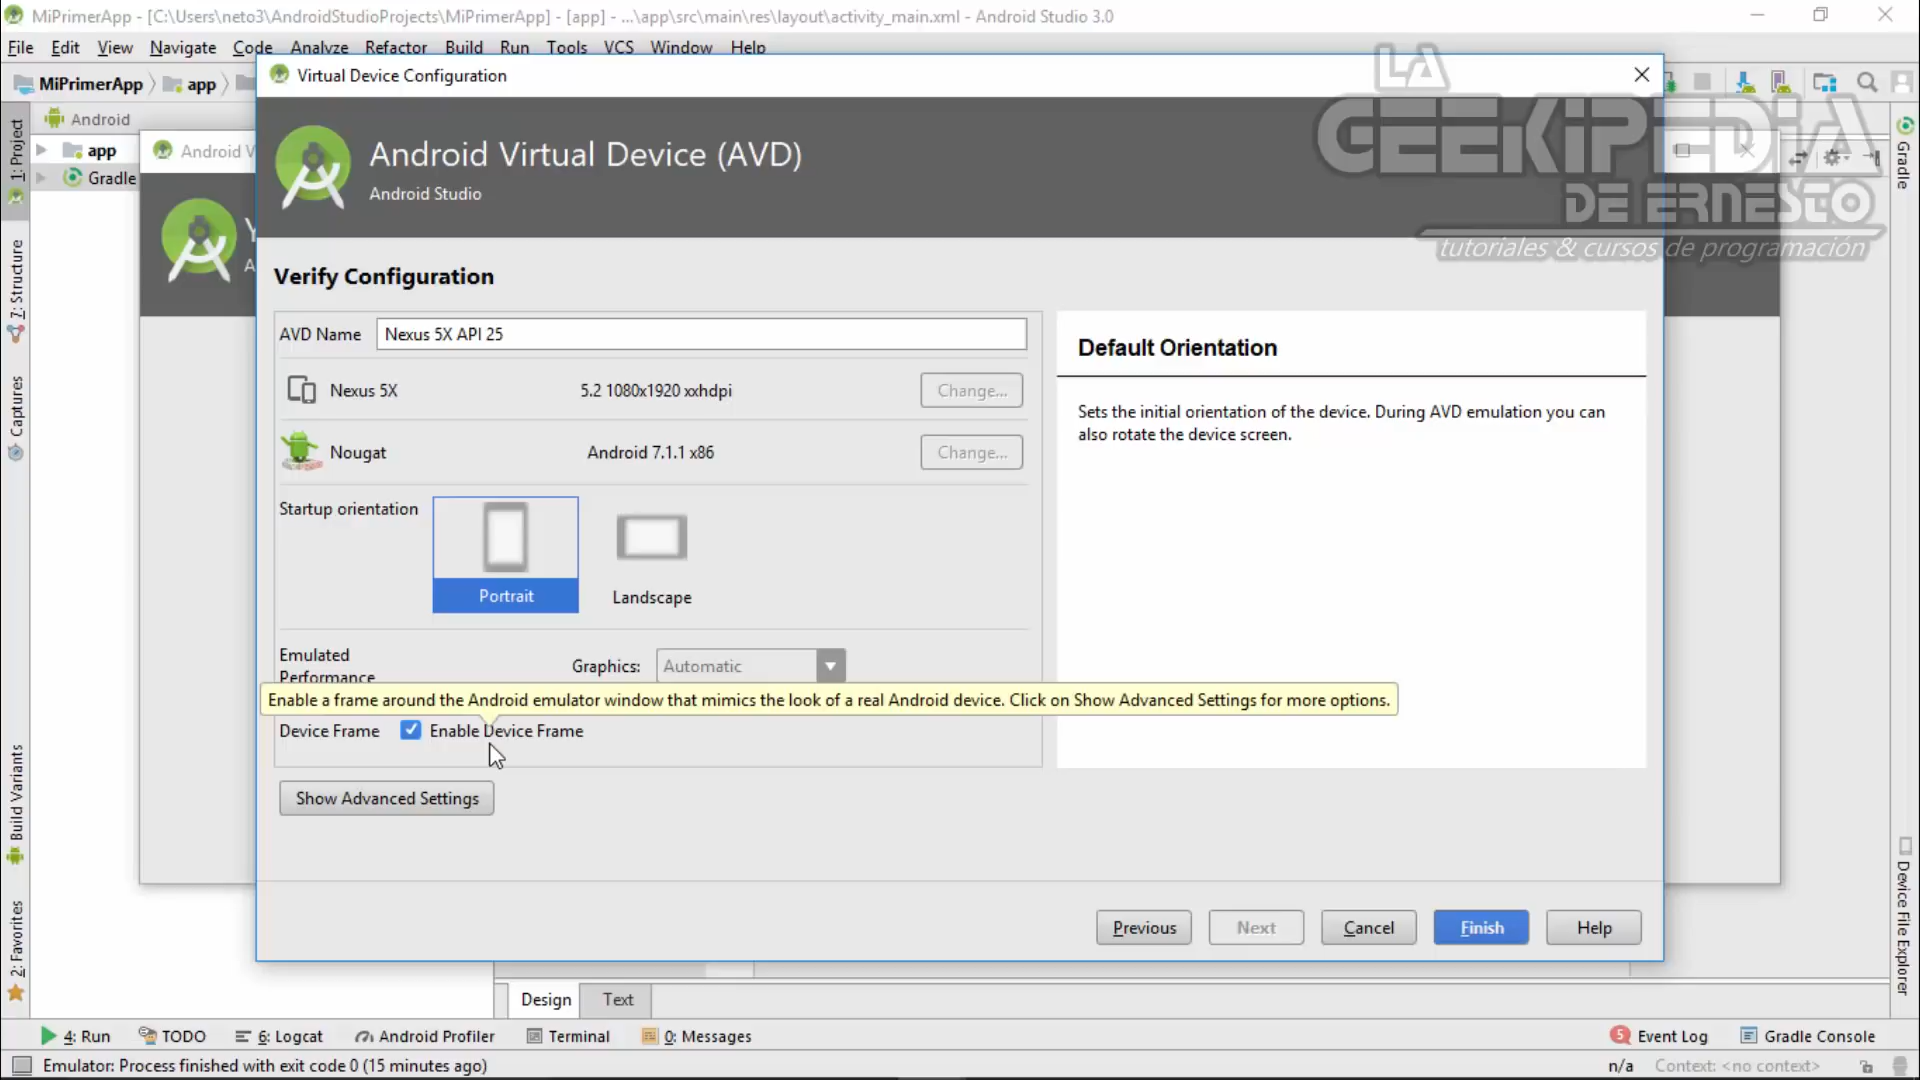 MiPrimerApp - [C:\Users\neto3\AndroidStudioProjects\MiPrimerApp] - [app] - ...\app\src\main\res\layout\activity_main.xml - Android Studio 3.0
File Edit View Navigate Code Analyze Refactor Build Run Tools VCS Window Help
MiPrimerApp app
Virtual Device Configuration
LA
GEEKIPEDIA
DE ERNESTO
tutoriales & cursos de programación
Android
app
Gradle
Android V
Y
A
1: Project
7: Structure
Captures
Build Variants
2: Favorites
Gradle
Device File Explorer
Android Virtual Device (AVD)
Android Studio
Verify Configuration
AVD Name Nexus 5X API 25
Nexus 5X 5.2 1080x1920 xxhdpi Change...
Nougat Android 7.1.1 x86 Change...
Startup orientation
Portrait
Landscape
Emulated
Performance
Graphics: Automatic
Enable a frame around the Android emulator window that mimics the look of a real Android device. Click on Show Advanced Settings for more options.
Device Frame Enable Device Frame
Show Advanced Settings
Default Orientation
Sets the initial orientation of the device. During AVD emulation you can
also rotate the device screen.
Previous Next Cancel Finish Help
Design Text
4: Run TODO 6: Logcat Android Profiler Terminal 0: Messages 5 Event Log Gradle Console
Emulator: Process finished with exit code 0 (15 minutes ago) n/a Context: <no context>